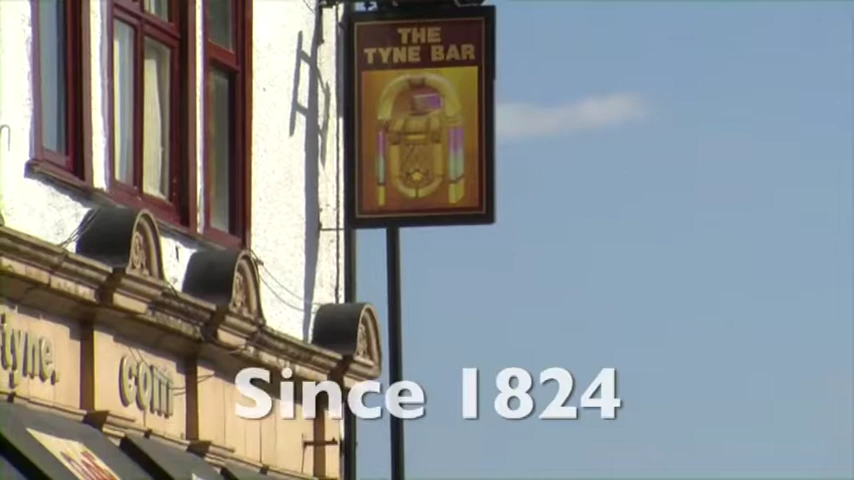 THE
TYNE BAR
tyne.
com
Since 1824